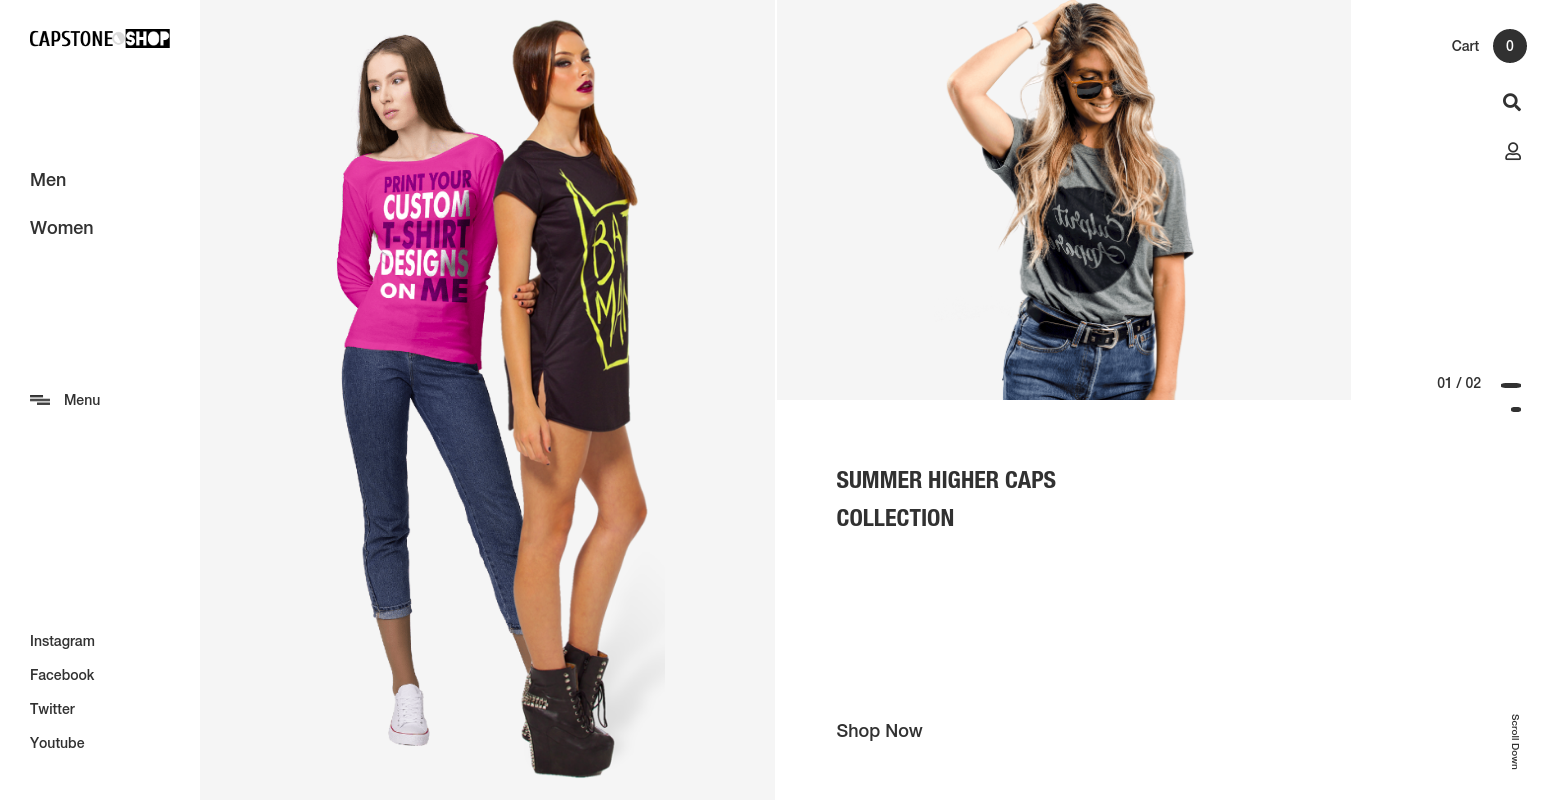 CAPSTONE SHOP
Men
Women
Menu
Instagram
Facebook
Twitter
Youtube
PRINT YOUR
CUSTOM
T-SHIRT
DESIGNS
ON ME
BAT
MAN
Culprit
Apparel
SUMMER HIGHER CAPS
COLLECTION
Shop Now
Cart 0
01 / 02
Scroll Down